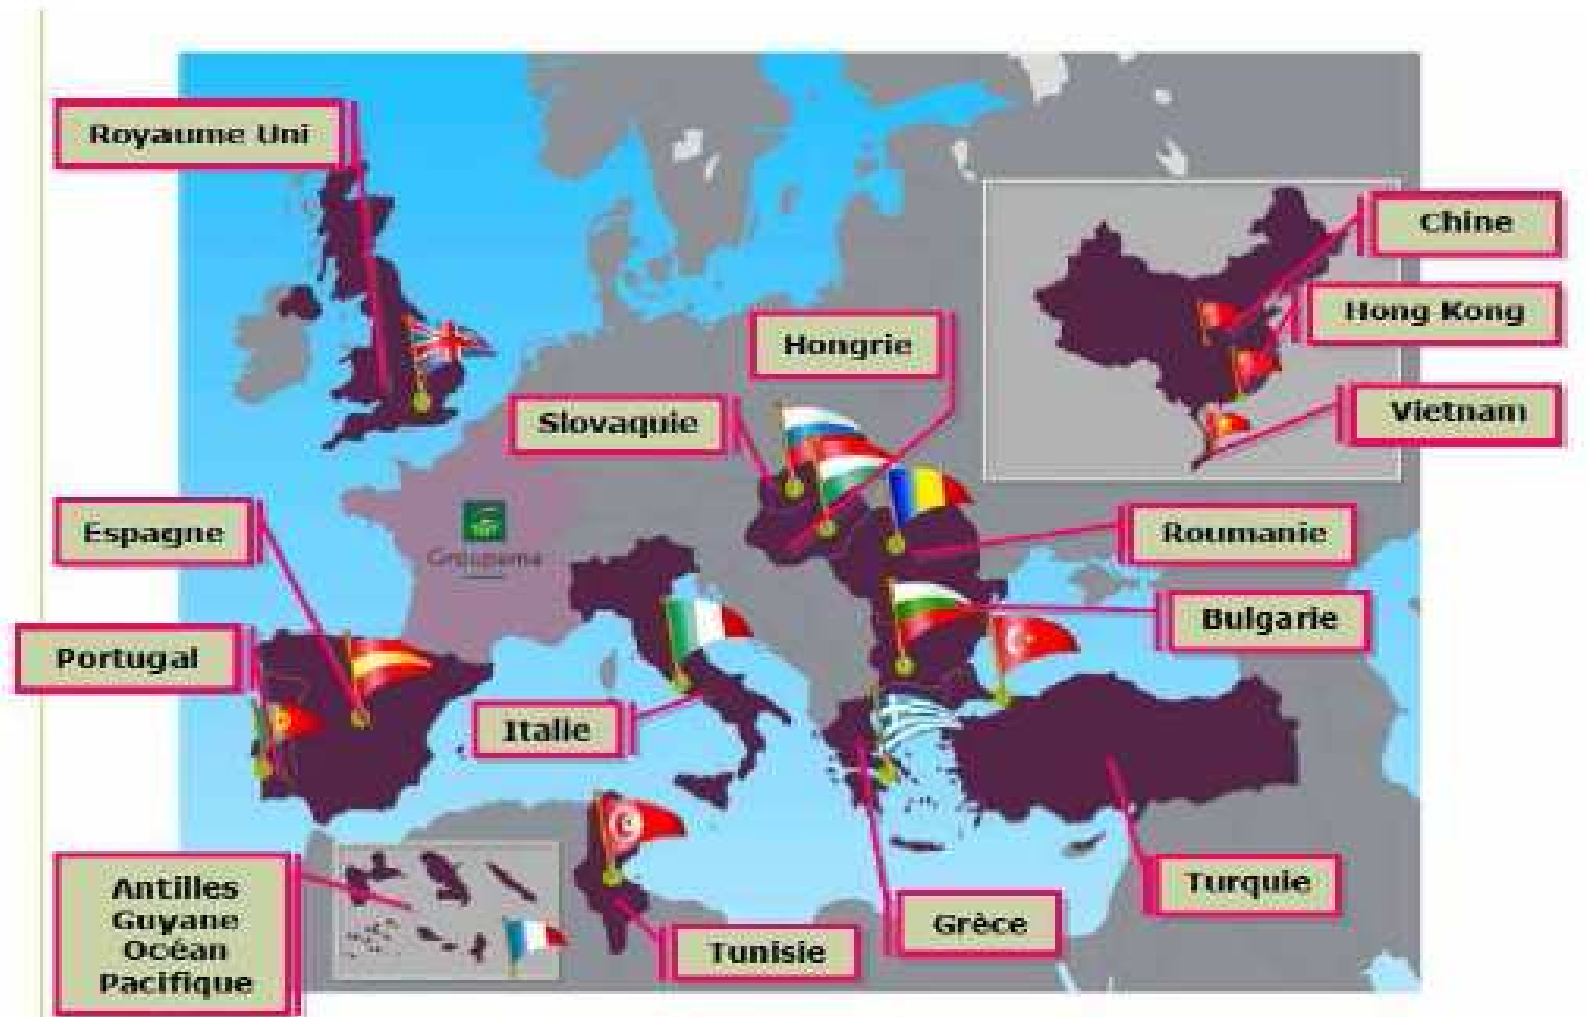 Royaume Uni
Chine
Hong Kong
Hongrie
Vietnam
Slovaquie
Espagne
Groupama
Roumanie
Bulgarie
Portugal
Italie
Antilles
Guyane
Océan
Pacifique
Turquie
Grèce
Tunisie